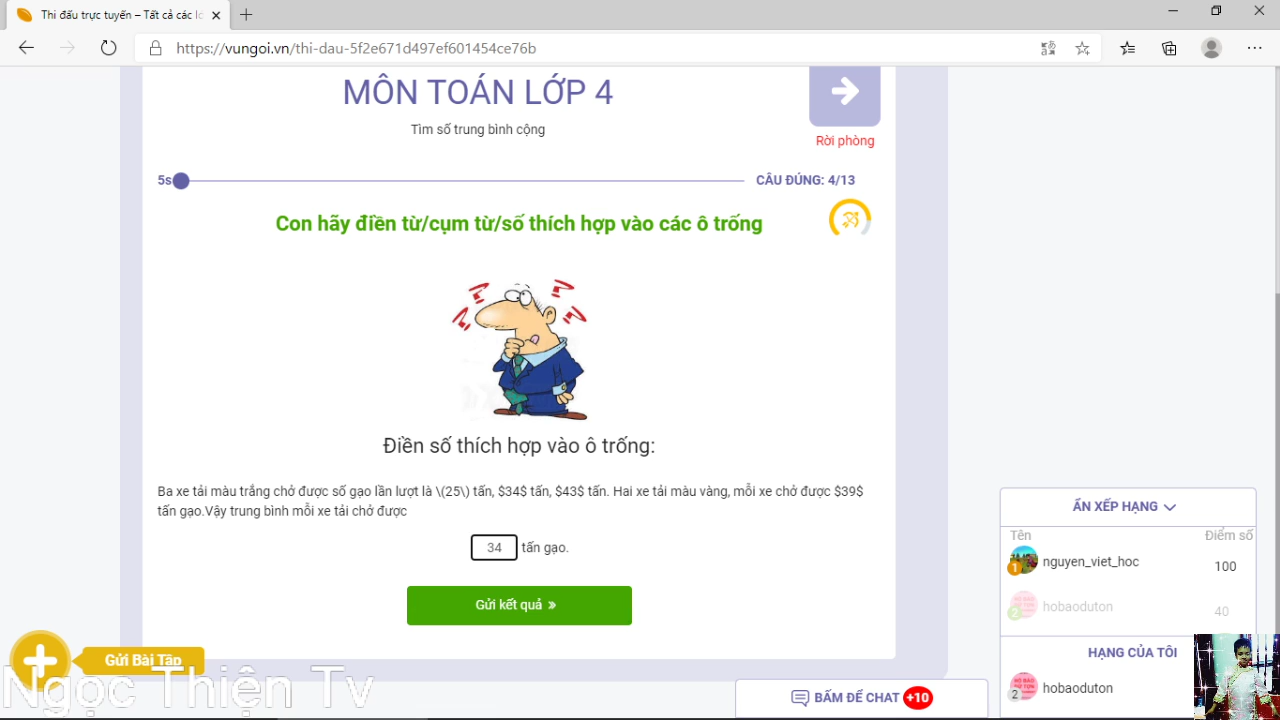 Thi đấu trực tuyến – Tất cả các lc
https://vungoi.vn/thi-dau-5f2e671d497ef601454ce76b
MÔN TOÁN LỚP 4
Tìm số trung bình cộng
Rời phòng
5s
CÂU ĐÚNG: 4/13
Con hãy điền từ/cụm từ/số thích hợp vào các ô trống
Điền số thích hợp vào ô trống:
Ba xe tải màu trắng chở được số gạo lần lượt là \(25\) tấn, $34$ tấn, $43$ tấn. Hai xe tải màu vàng, mỗi xe chở được $39$
tấn gạo.Vậy trung bình mỗi xe tải chở được
34 tấn gạo.
Gửi kết quả »
ẨN XẾP HẠNG
Tên Điểm số
1 nguyen_viet_hoc 100
2 hobaoduton 40
HẠNG CỦA TÔI
2 hobaoduton
Gửi Bài Tập
Ngọc Thiện Tv
BẤM ĐỂ CHAT +10